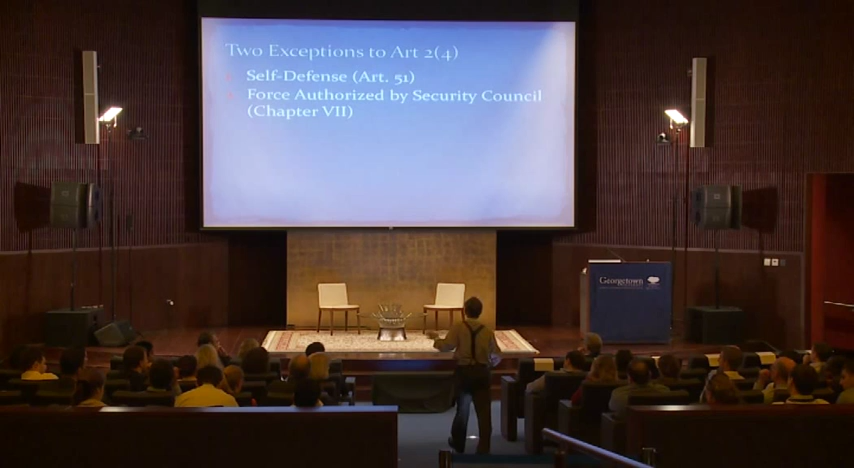 Two Exceptions to Art 2(4)
Self-Defense (Art. 51)
Force Authorized by Security Council
(Chapter VII)
Georgetown